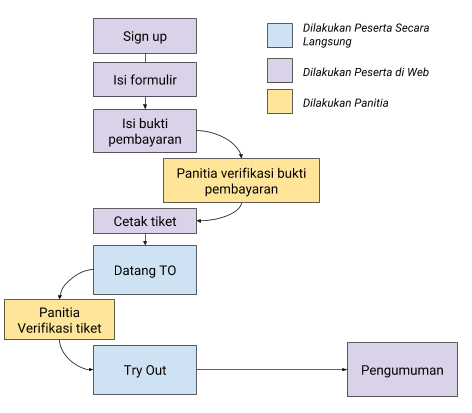 Sign up
Dilakukan Peserta Secara
Langsung
Isi formulir
Dilakukan Peserta di Web
Dilakukan Panitia
Isi bukti
pembayaran
Panitia verifikasi bukti
pembayaran
Cetak tiket
Datang TO
Panitia
Verifikasi tiket
Try Out
Pengumuman